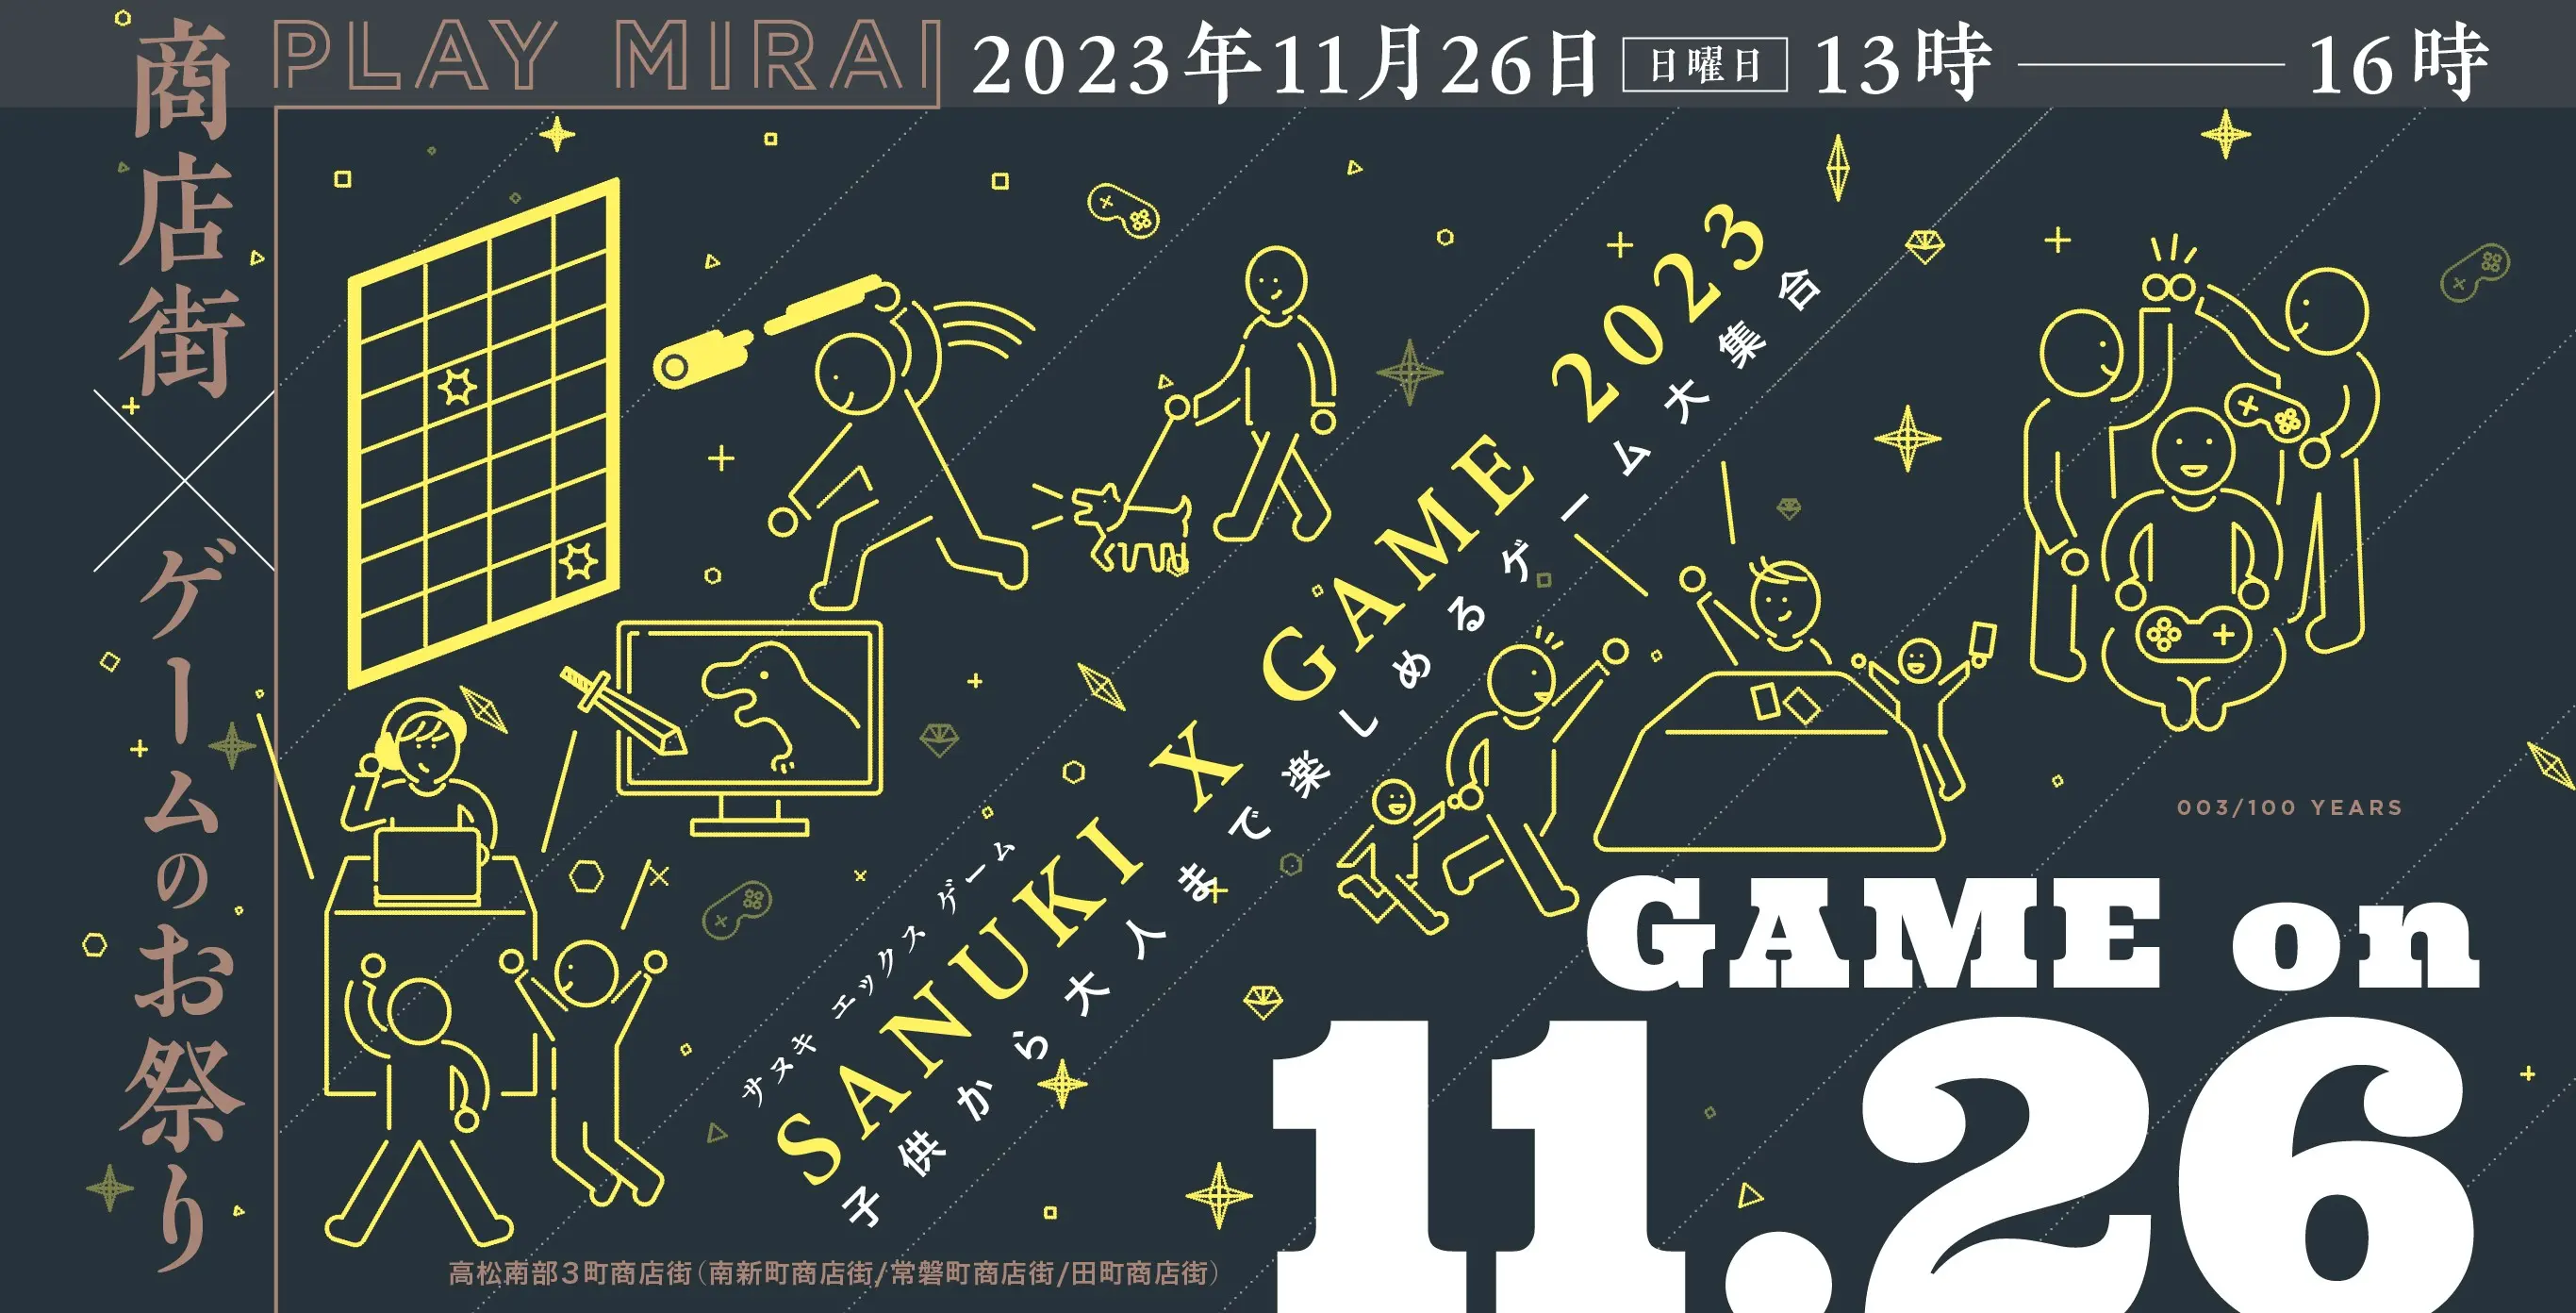 商店街×ゲームのお祭り
PLAY MIRAI
2023年11月26日 日曜日 13時 ― 16時
サヌキ エックス ゲーム
SANUKI X GAME 2023
子供から大人まで楽しめるゲーム大集合
003/100 YEARS
GAME on
11.26
高松南部3町商店街(南新町商店街/常磐町商店街/田町商店街)